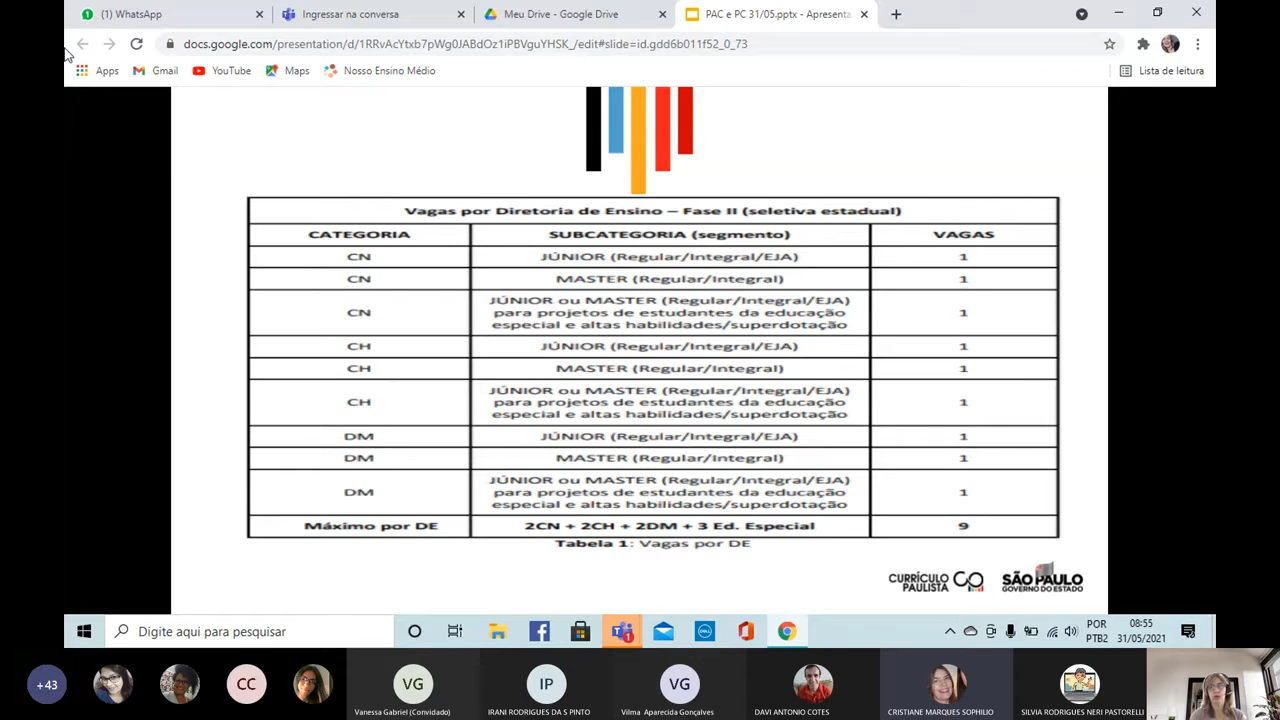 (1) WhatsApp
Ingressar na conversa
Meu Drive - Google Drive
PAC e PC 31/05.pptx - Apresenta
docs.google.com/presentation/d/1RRvAcYtxb7pWg0JABdOz1iPBVguYHSK_/edit#slide=id.gdd6b011f52_0_73
Apps
Gmail
YouTube
Maps
Nosso Ensino Médio
Lista de leitura
Vagas por Diretoria de Ensino – Fase II (seletiva estadual)
CATEGORIA SUBCATEGORIA (segmento) VAGAS
CN JÚNIOR (Regular/Integral/EJA) 1
CN MASTER (Regular/Integral) 1
JÚNIOR ou MASTER (Regular/Integral/EJA)
CN para projetos de estudantes da educação 1
especial e altas habilidades/superdotação
CH JÚNIOR (Regular/Integral/EJA) 1
CH MASTER (Regular/Integral) 1
JÚNIOR ou MASTER (Regular/Integral/EJA)
CH para projetos de estudantes da educação 1
especial e altas habilidades/superdotação
DM JÚNIOR (Regular/Integral/EJA) 1
DM MASTER (Regular/Integral) 1
JÚNIOR ou MASTER (Regular/Integral/EJA)
DM para projetos de estudantes da educação 1
especial e altas habilidades/superdotação
Máximo por DE 2CN + 2CH + 2DM + 3 Ed. Especial 9
Tabela 1: Vagas por DE
CURRÍCULO
PAULISTA
SÃO PAULO
GOVERNO DO ESTADO
Digite aqui para pesquisar
DELL
1
POR
PTB2
08:55
31/05/2021
+43
CC
VG
Vanessa Gabriel (Convidado)
IP
IRANI RODRIGUES DA S PINTO
VG
Vilma Aparecida Gonçalves
DAVI ANTONIO COTES
CRISTIANE MARQUES SOPHILIO
SILVIA RODRIGUES NERI PASTORELLI